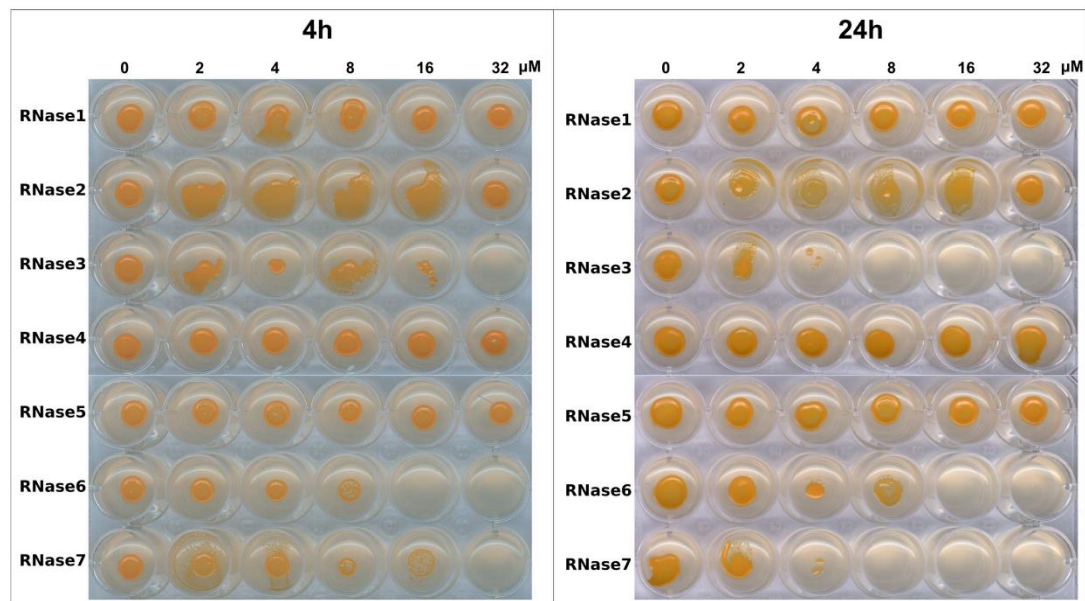 4h
0 2 4 8 16 32 µM
RNase1
RNase2
RNase3
RNase4
RNase5
RNase6
RNase7
24h
0 2 4 8 16 32 µM
RNase1
RNase2
RNase3
RNase4
RNase5
RNase6
RNase7